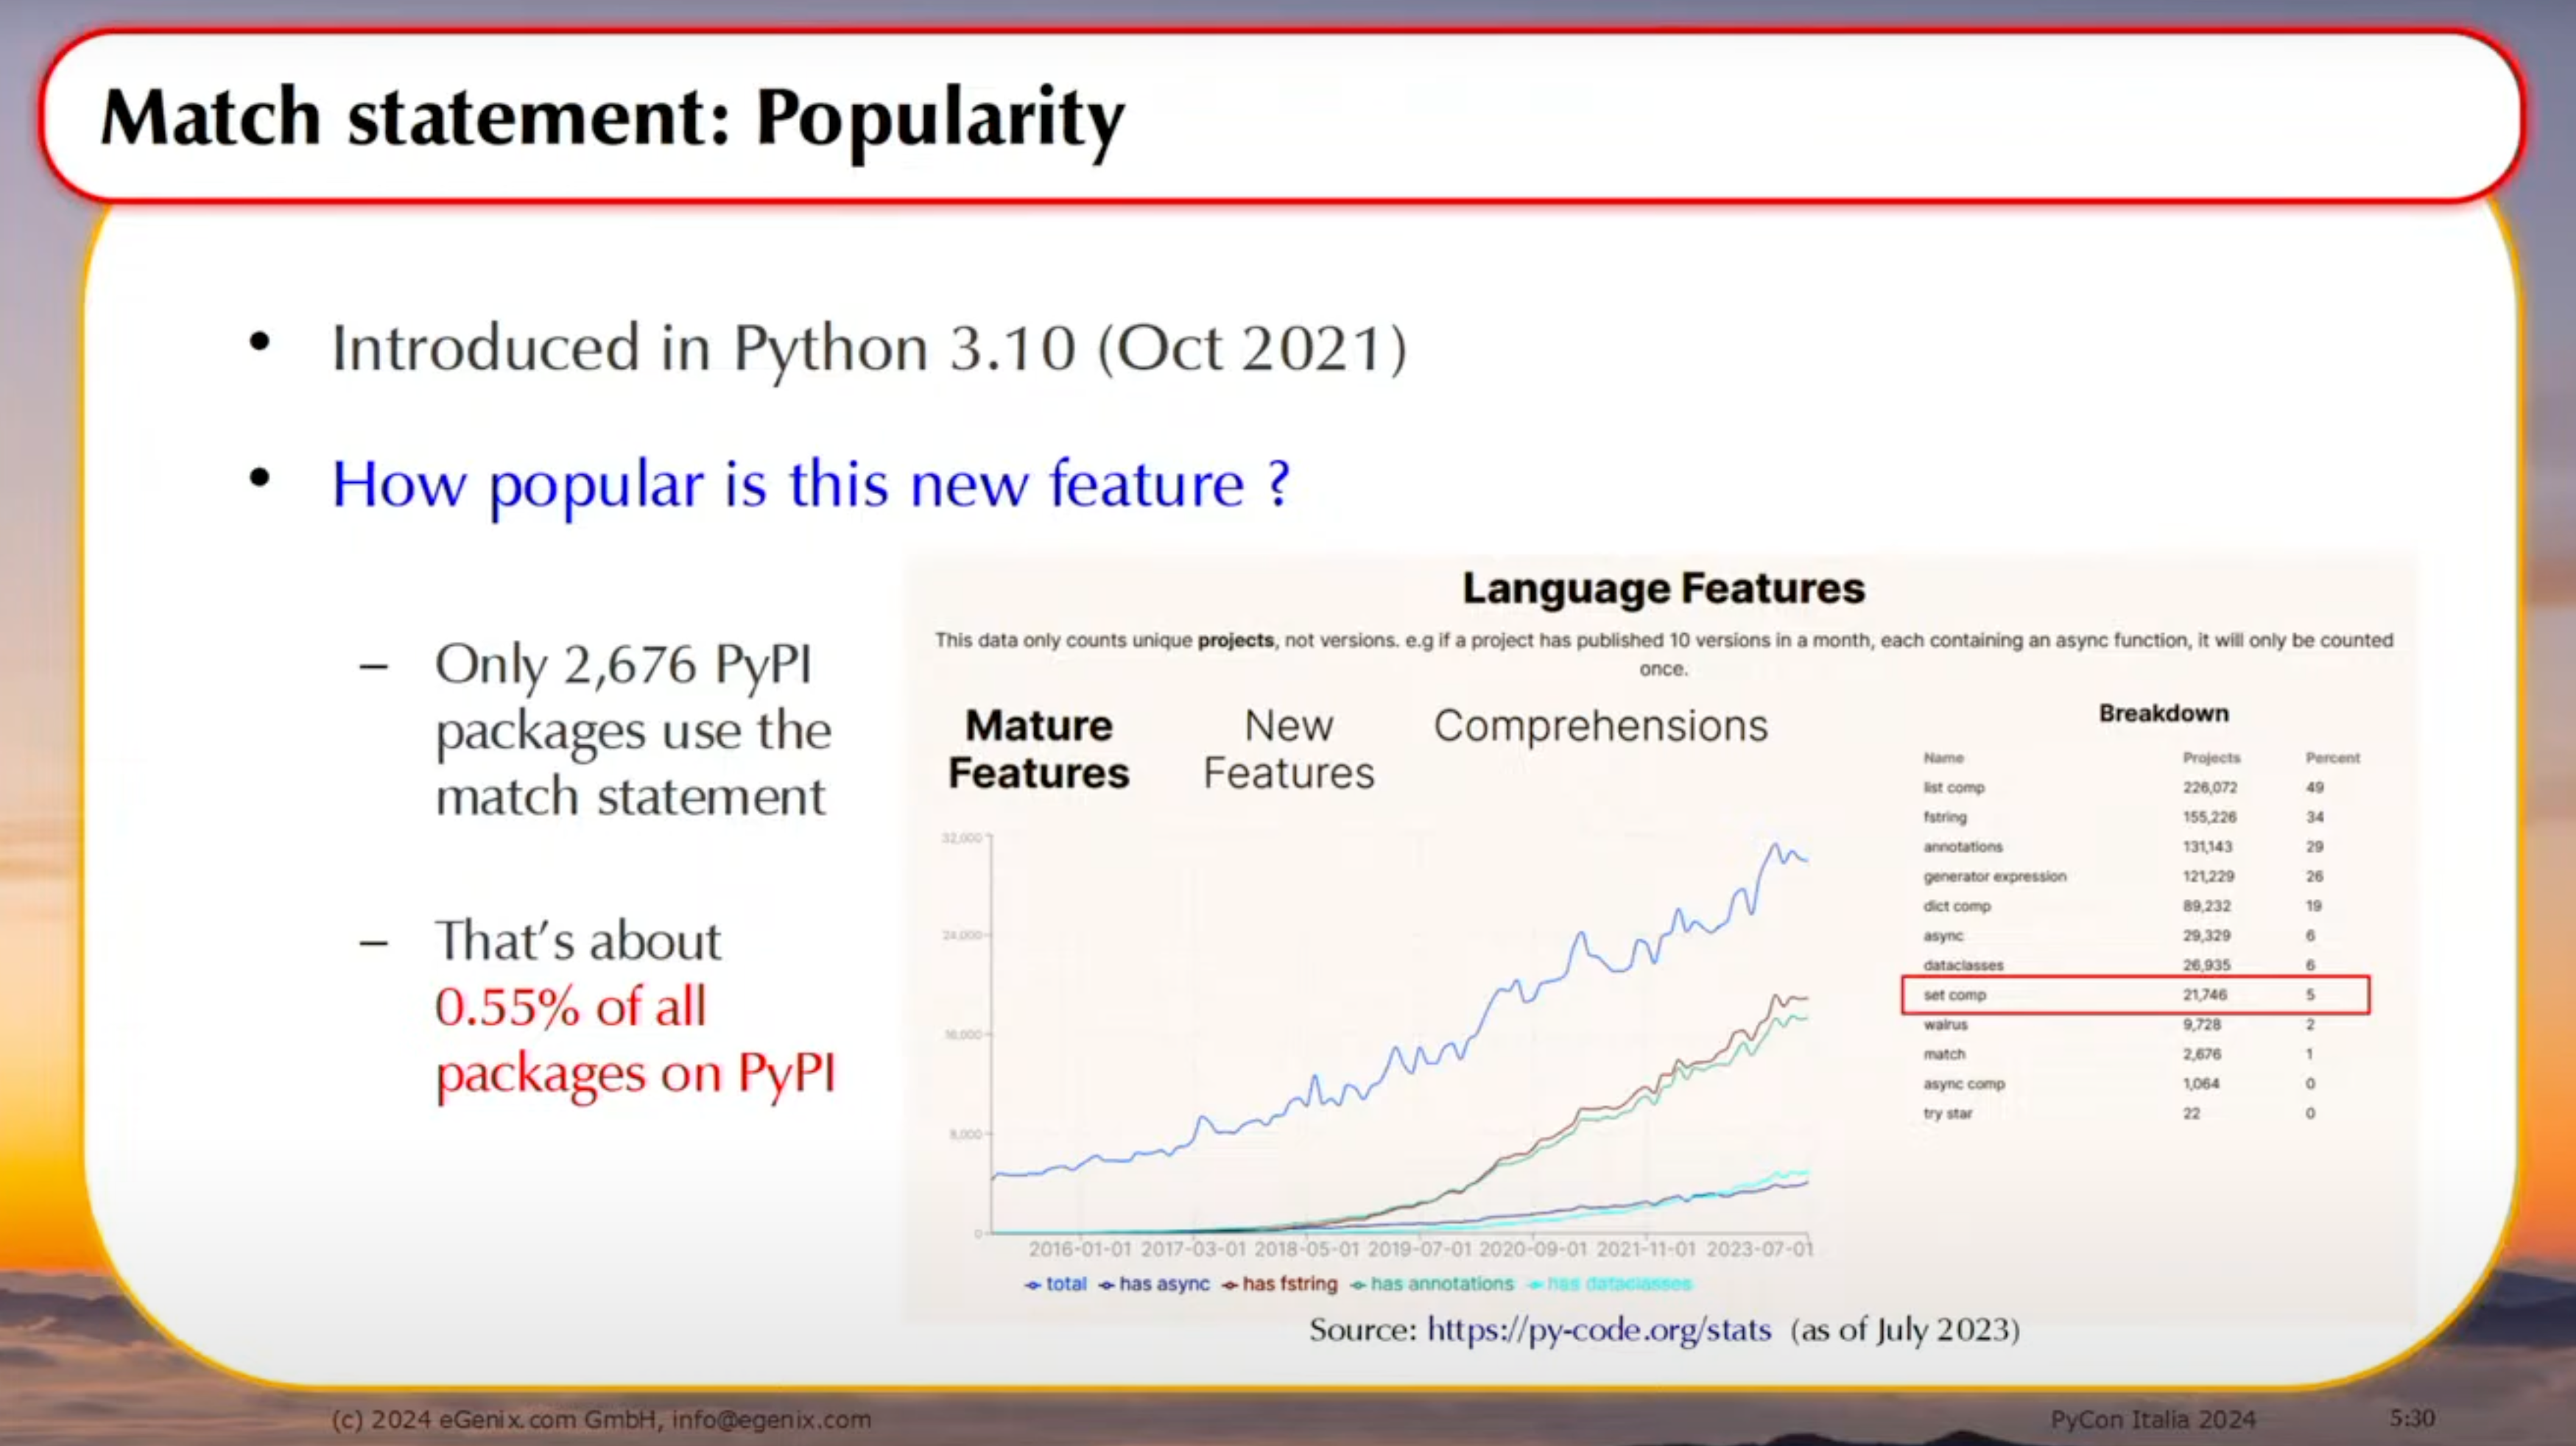 Match statement: Popularity
• Introduced in Python 3.10 (Oct 2021)
• How popular is this new feature ?
– Only 2,676 PyPI
packages use the
match statement
– That's about
0.55% of all
packages on PyPI
Language Features
This data only counts unique projects, not versions. e.g if a project has published 10 versions in a month, each containing an async function, it will only be counted
once.
Mature
Features
New
Features
Comprehensions
32,000
24,000
16,000
8,000
0
2016-01-01 2017-03-01 2018-05-01 2019-07-01 2020-09-01 2021-11-01 2023-07-01
total has async has fstring has annotations has dataclasses
Breakdown
Name Projects Percent
list comp 226,072 49
fstring 155,226 34
annotations 131,143 29
generator expression 121,229 26
dict comp 89,232 19
async 29,329 6
dataclasses 26,935 6
set comp 21,746 5
walrus 9,728 2
match 2,676 1
async comp 1,064 0
try star 22 0
Source: https://py-code.org/stats (as of July 2023)
(c) 2024 eGenix.com GmbH, info@egenix.com
PyCon Italia 2024
5:30